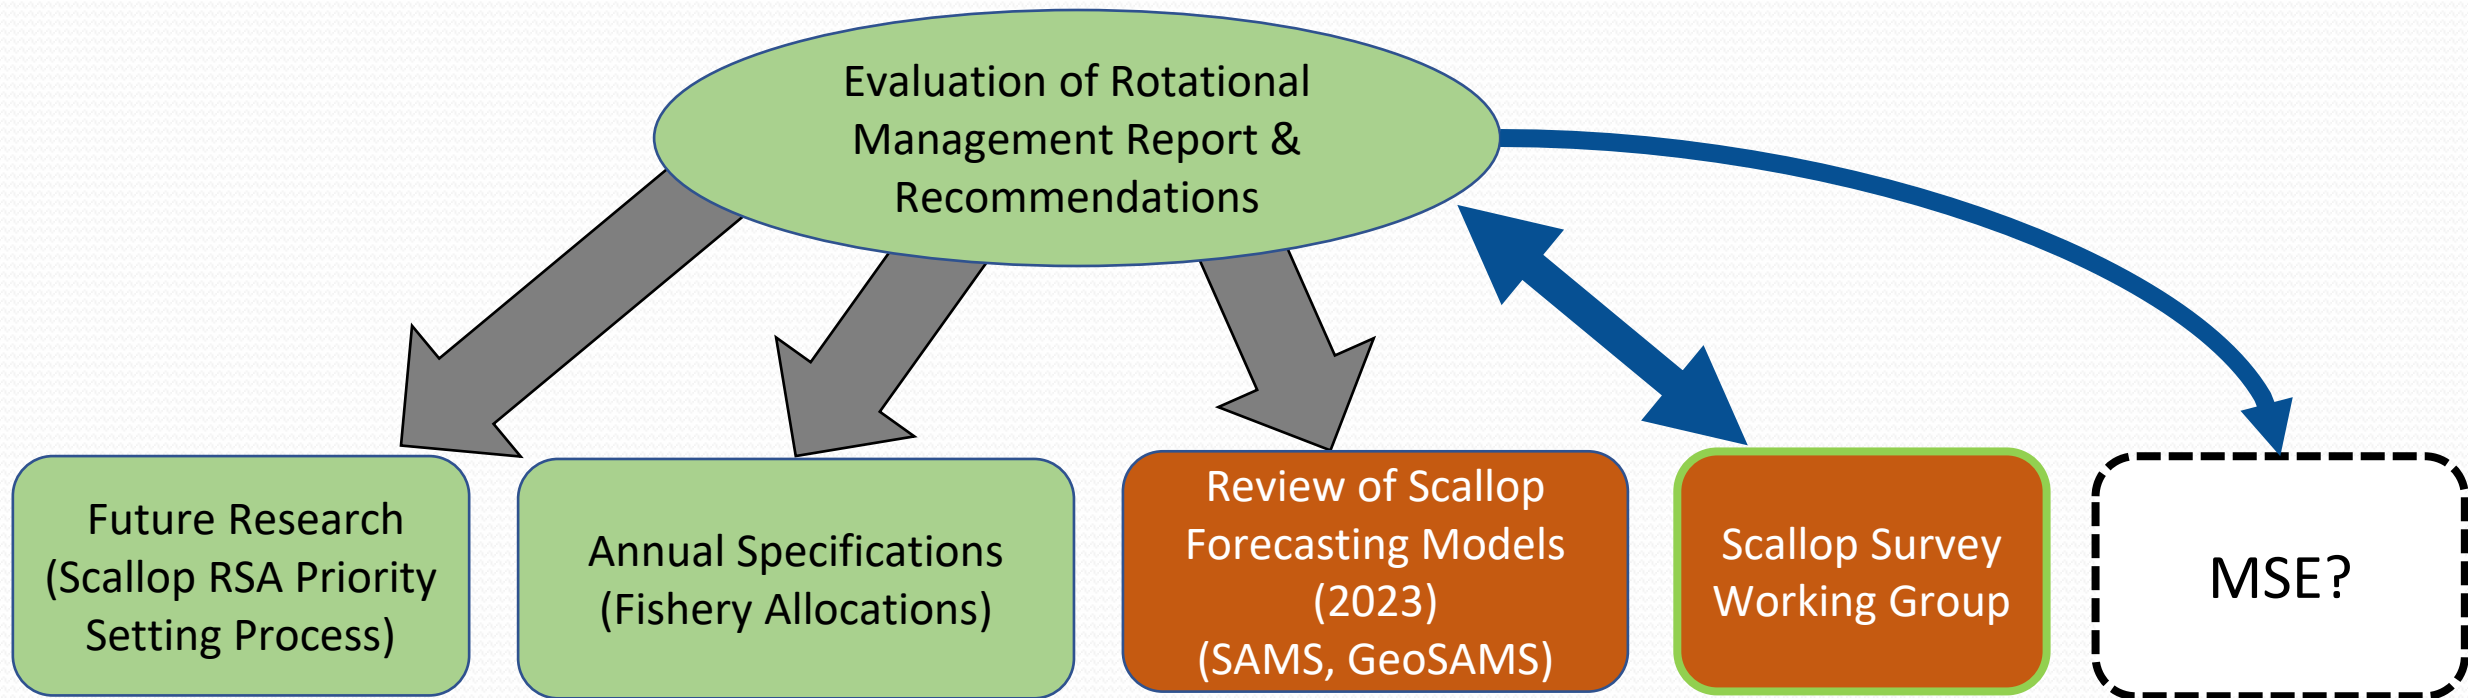 Evaluation of Rotational
Management Report &
Recommendations
Future Research
(Scallop RSA Priority
Setting Process)
Annual Specifications
(Fishery Allocations)
Review of Scallop
Forecasting Models
(2023)
(SAMS, GeoSAMS)
Scallop Survey
Working Group
MSE?